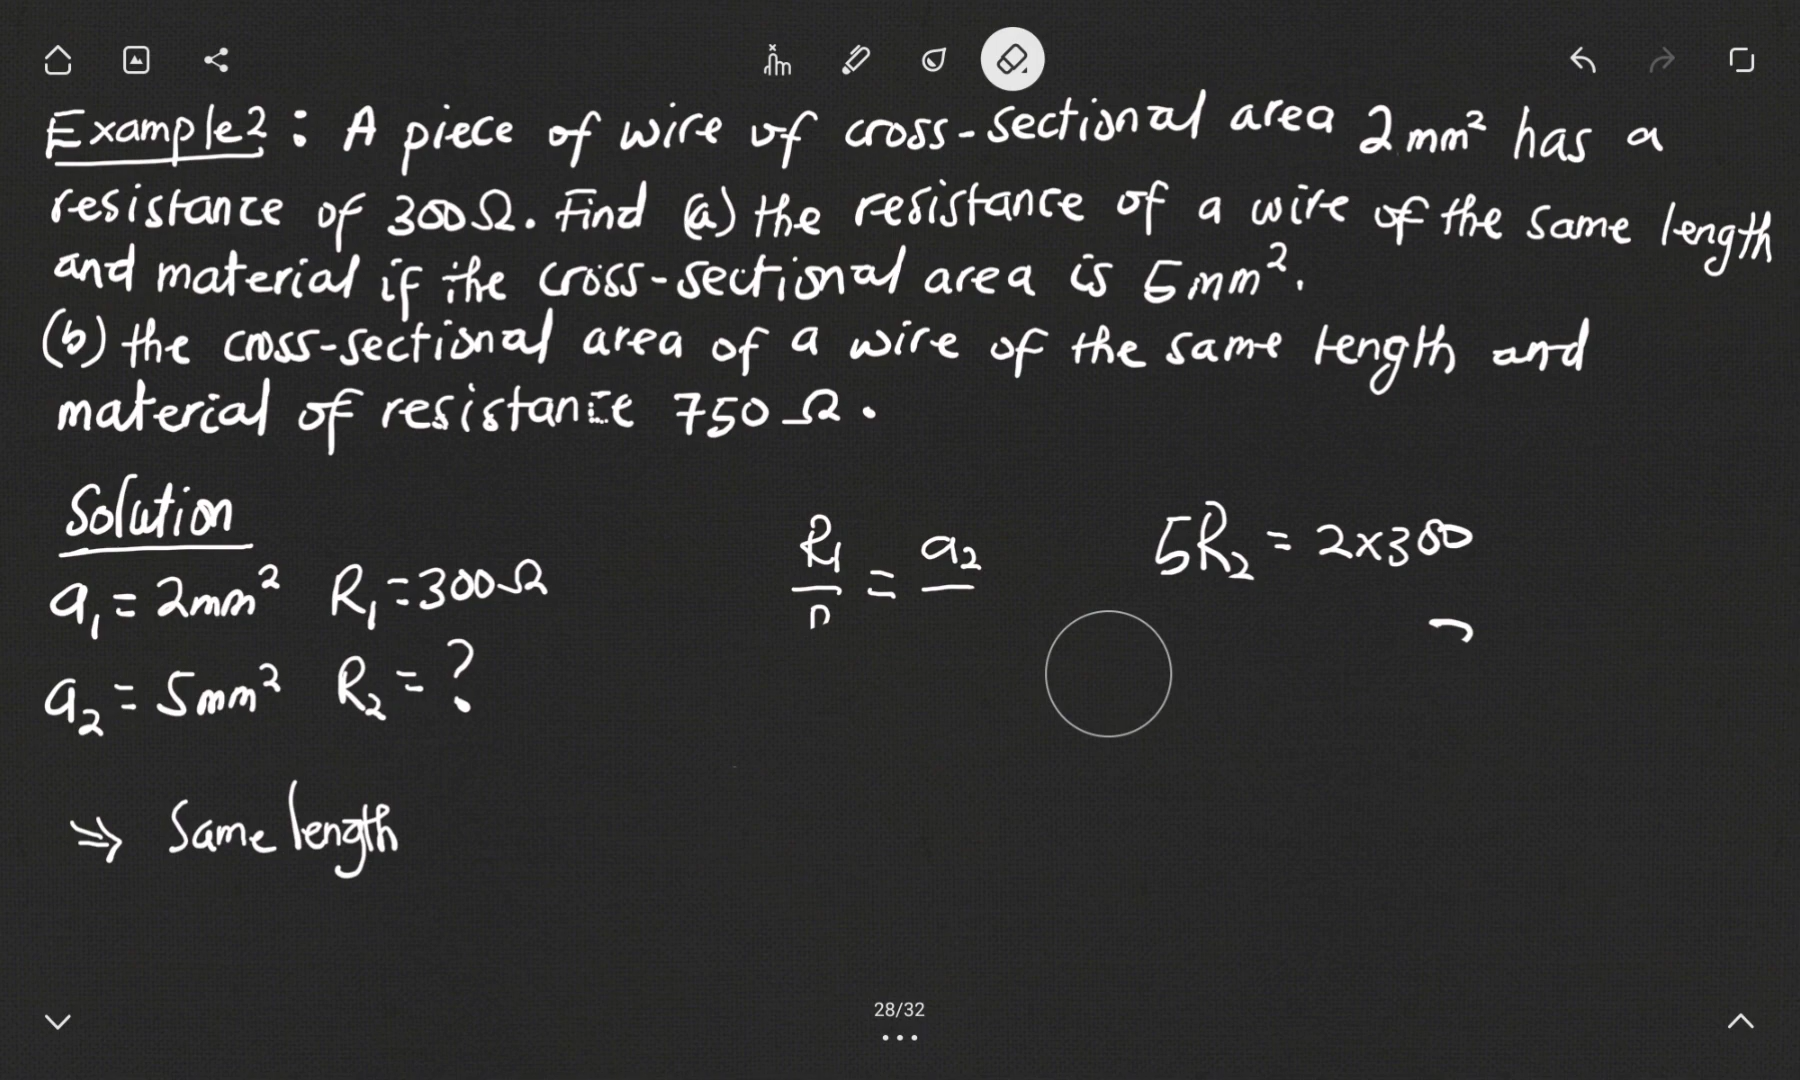 Example2: A piece of wire of cross-sectional area 2mm² has a
resistance of 300Ω. Find (a) the resistance of a wire of the same length
and material if the cross-sectional area is 5mm².
(b) the cross-sectional area of a wire of the same length and
material of resistance 750Ω.
Solution
a₁ = 2mm² R₁ = 300Ω
a₂ = 5mm² R₂ = ?
⇒ Same length
R₁/ = a₂/
5R₂ = 2×300
28/32